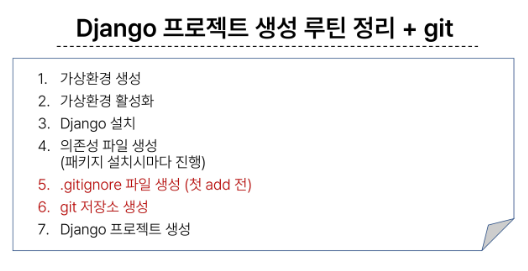 Django 프로젝트 생성 루틴 정리 + git
1. 가상환경 생성
2. 가상환경 활성화
3. Django 설치
4. 의존성 파일 생성
(패키지 설치시마다 진행)
5. .gitignore 파일 생성 (첫 add 전)
6. git 저장소 생성
7. Django 프로젝트 생성